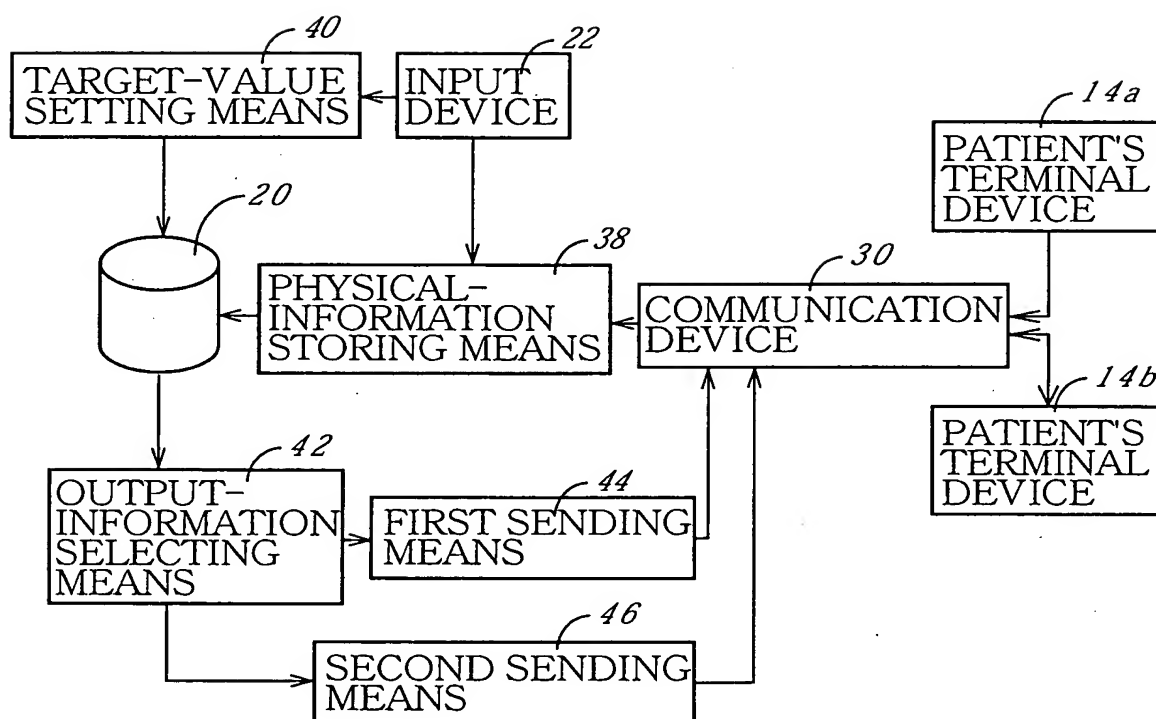 40
TARGET-VALUE
SETTING MEANS
22
INPUT
DEVICE
14a
PATIENT'S
TERMINAL
DEVICE
20
38
PHYSICAL-
INFORMATION
STORING MEANS
30
COMMUNICATION
DEVICE
14b
PATIENT'S
TERMINAL
DEVICE
42
OUTPUT-
INFORMATION
SELECTING
MEANS
44
FIRST SENDING
MEANS
46
SECOND SENDING
MEANS